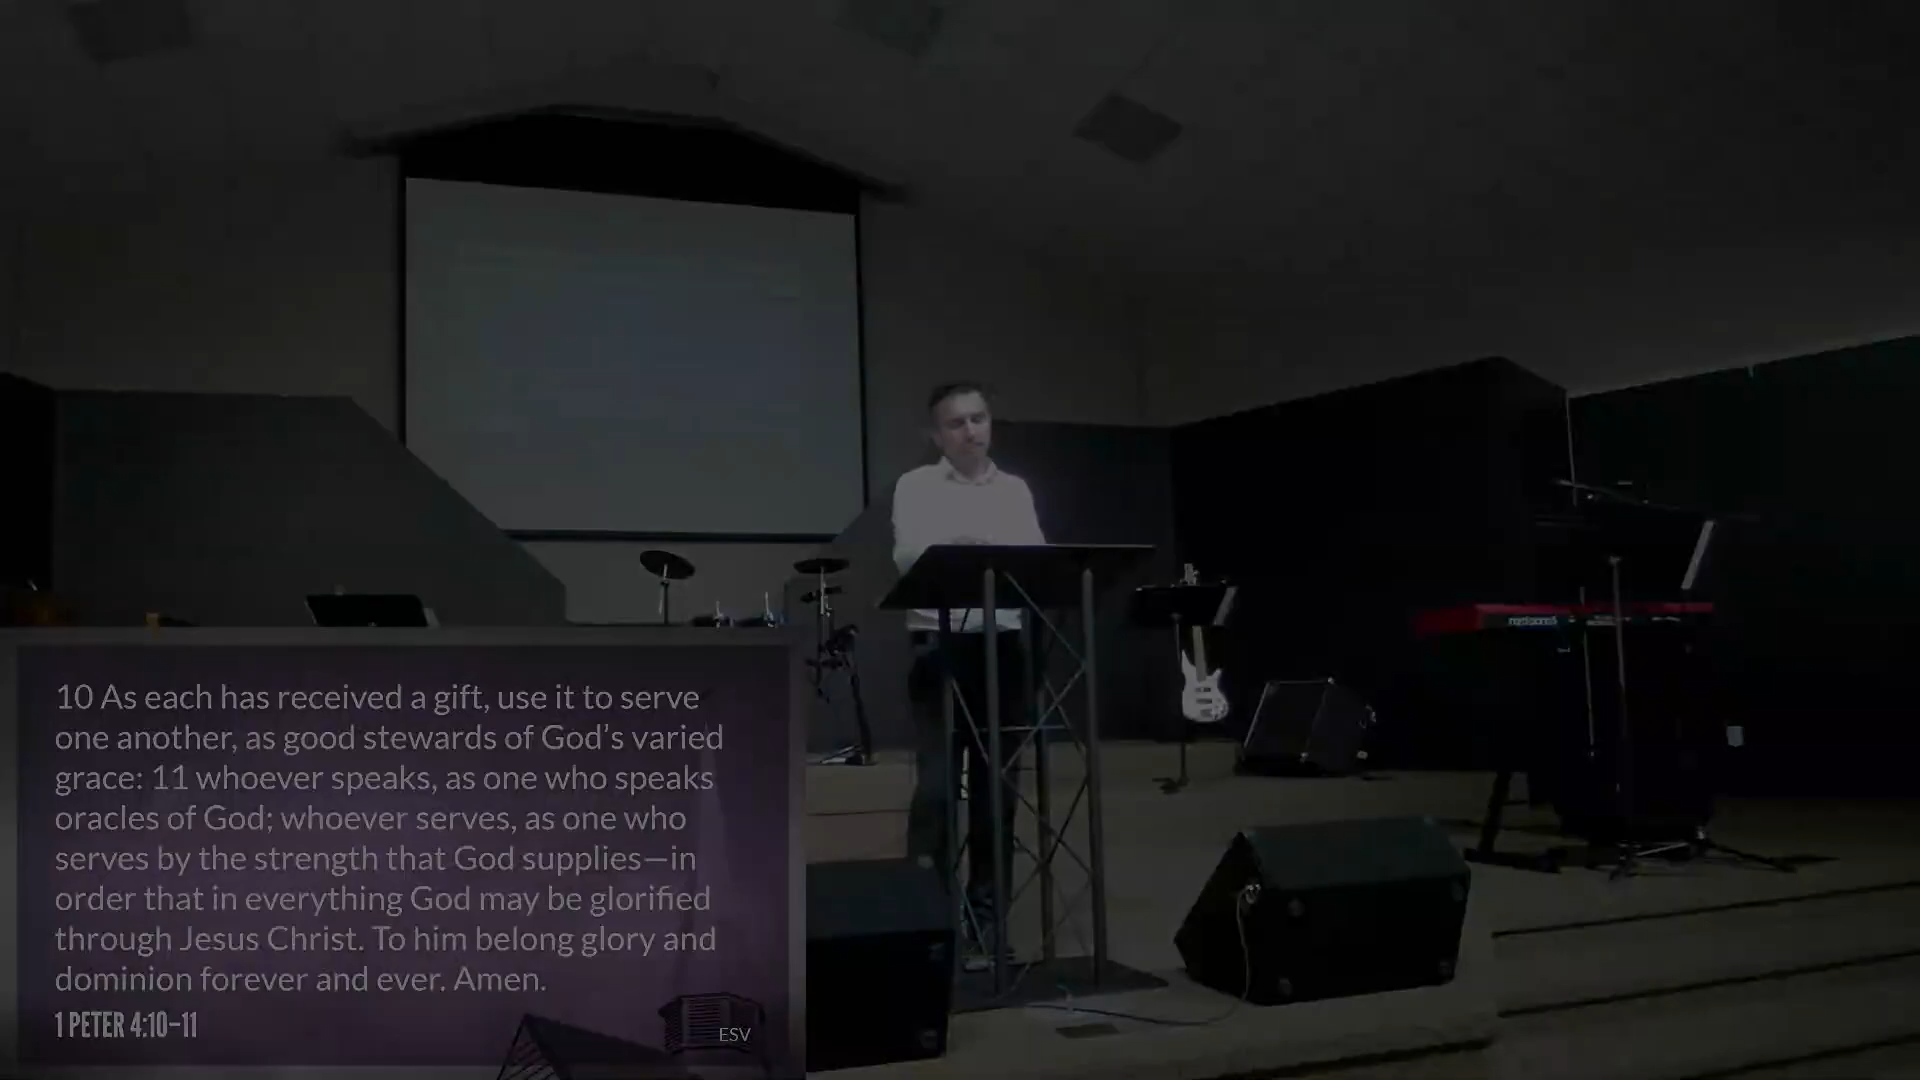 10 As each has received a gift, use it to serve
one another, as good stewards of God’s varied
grace: 11 whoever speaks, as one who speaks
oracles of God; whoever serves, as one who
serves by the strength that God supplies—in
order that in everything God may be glorified
through Jesus Christ. To him belong glory and
dominion forever and ever. Amen.
1 PETER 4:10–11
ESV